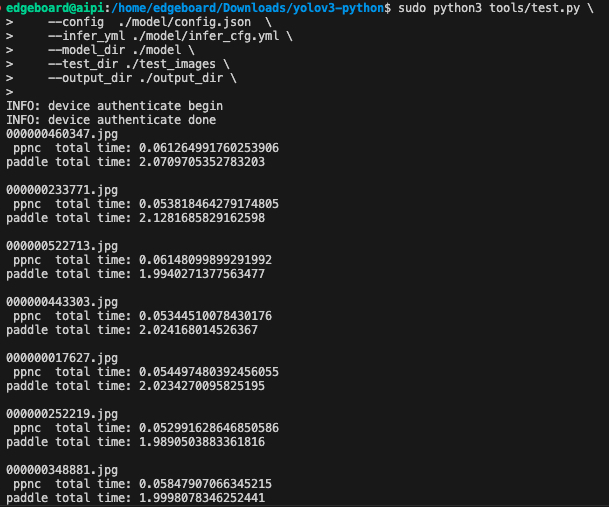 edgeboard@aipi:/home/edgeboard/Downloads/yolov3-python$ sudo python3 tools/test.py \
>     --config  ./model/config.json  \
>     --infer_yml ./model/infer_cfg.yml \
>     --model_dir ./model \
>     --test_dir ./test_images \
>     --output_dir ./output_dir \
>
INFO: device authenticate begin
INFO: device authenticate done
000000460347.jpg
 ppnc  total time: 0.061264991760253906
paddle total time: 2.0709705352783203

000000233771.jpg
 ppnc  total time: 0.053818464279174805
paddle total time: 2.1281685829162598

000000522713.jpg
 ppnc  total time: 0.06148099899291992
paddle total time: 1.9940271377563477

000000443303.jpg
 ppnc  total time: 0.05344510078430176
paddle total time: 2.024168014526367

000000017627.jpg
 ppnc  total time: 0.054497480392456055
paddle total time: 2.0234270095825195

000000252219.jpg
 ppnc  total time: 0.052991628646850586
paddle total time: 1.9890503883361816

000000348881.jpg
 ppnc  total time: 0.05847907066345215
paddle total time: 1.9998078346252441